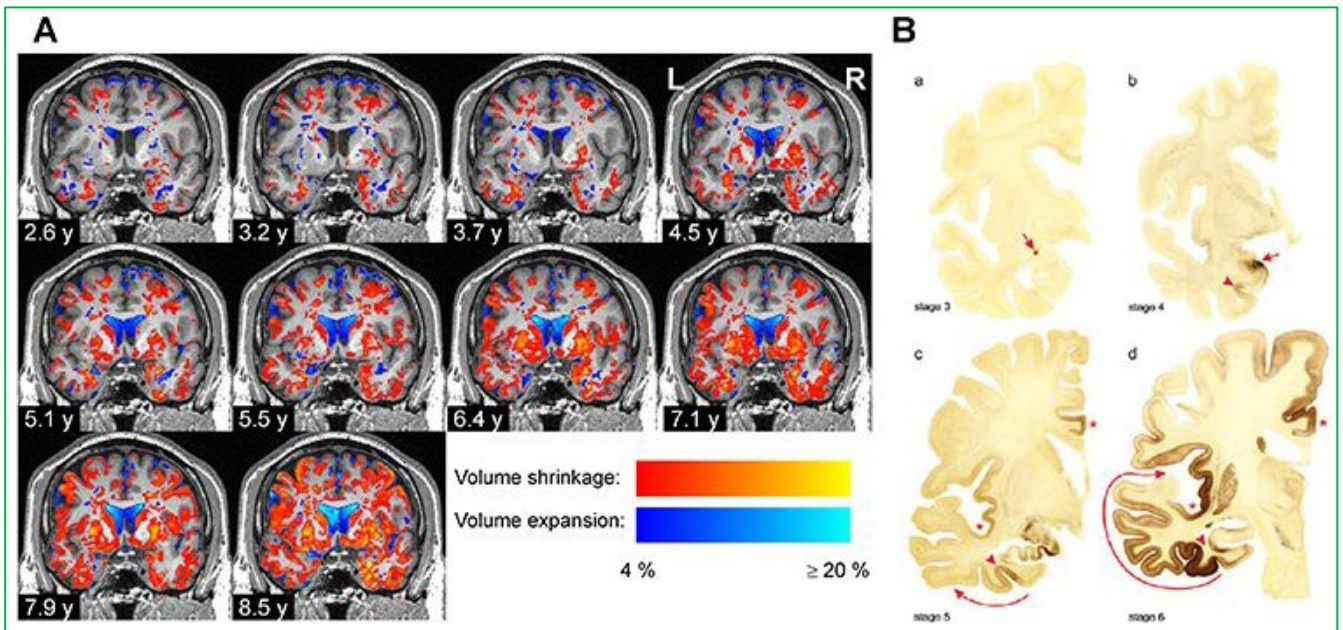 A
L R
2.6 y
3.2 y
3.7 y
4.5 y
5.1 y
5.5 y
6.4 y
7.1 y
7.9 y
8.5 y
Volume shrinkage:
Volume expansion:
4 % ≥ 20 %
B
a
b
stage 3
stage 4
c
d
*
*
*
*
stage 5
stage 6